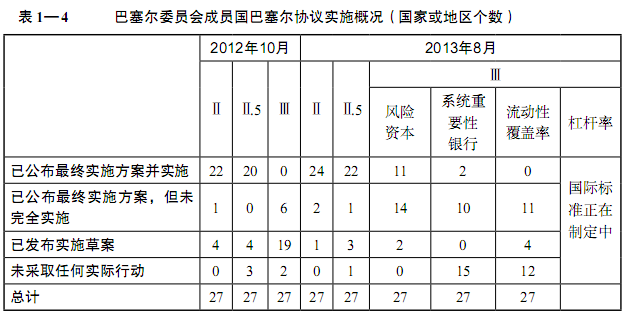 表 1—4 巴塞尔委员会成员国巴塞尔协议实施概况（国家或地区个数）
2012年10月 2013年8月
Ⅲ
Ⅱ Ⅱ.5 Ⅲ Ⅱ Ⅱ.5 风险资本 系统重要性银行 流动性覆盖率 杠杆率
已公布最终实施方案并实施 22 20 0 24 22 11 2 0 国际标准正在制定中
已公布最终实施方案，但未完全实施 1 0 6 2 1 14 10 11
已发布实施草案 4 4 19 1 3 2 0 4
未采取任何实际行动 0 3 2 0 1 0 15 12
总计 27 27 27 27 27 27 27 27